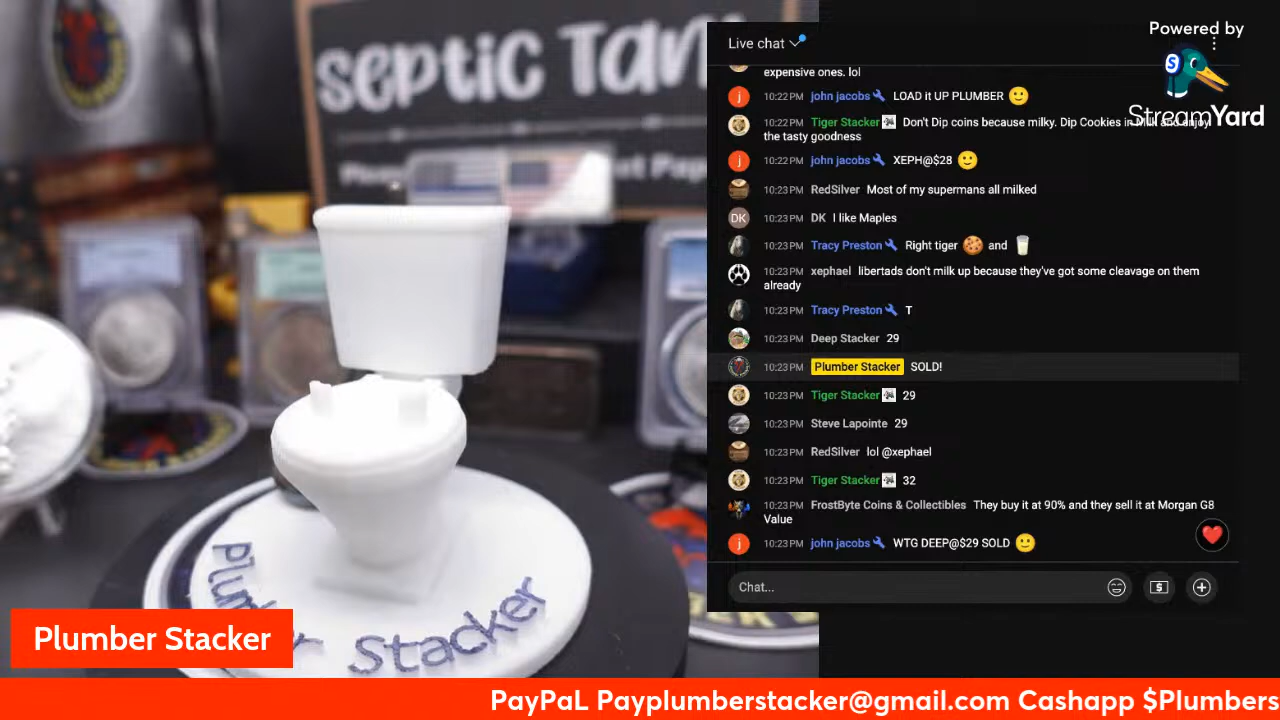 septic Tan
Live chat
Powered by
StreamYard
expensive ones. lol
10:22 PM john jacobs LOAD it UP PLUMBER
10:22 PM Tiger Stacker Don't Dip coins because milky. Dip Cookies in Milk and enjoy
the tasty goodness
10:22 PM john jacobs XEPH@$28
10:23 PM RedSilver Most of my supermans all milked
DK 10:23 PM DK I like Maples
10:23 PM Tracy Preston Right tiger and
10:23 PM xephael libertads don't milk up because they've got some cleavage on them
already
10:23 PM Tracy Preston T
10:23 PM Deep Stacker 29
10:23 PM Plumber Stacker SOLD!
10:23 PM Tiger Stacker 29
10:23 PM Steve Lapointe 29
10:23 PM RedSilver lol @xephael
10:23 PM Tiger Stacker 32
10:23 PM FrostByte Coins & Collectibles They buy it at 90% and they sell it at Morgan G8
Value
10:23 PM john jacobs WTG DEEP@$29 SOLD
Chat...
Plumber Stacker
Stacker
PayPaL Payplumberstacker@gmail.com Cashapp $Plumbers